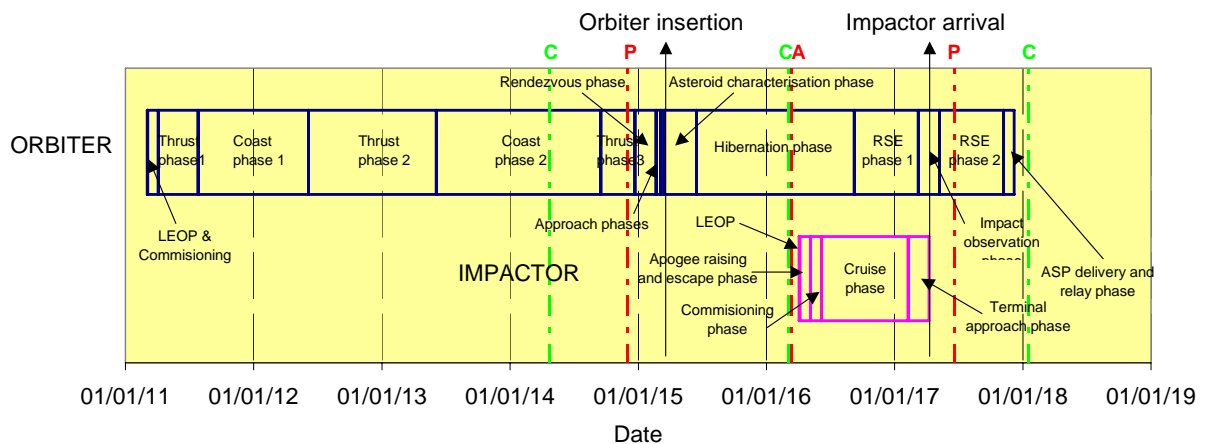 Orbiter insertion
Impactor arrival
C
P
C
A
P
C
Rendezvous phase
Asteroid characterisation phase
ORBITER
Thrust
phase1
Coast
phase 1
Thrust
phase 2
Coast
phase 2
Thrust
phase3
Hibernation phase
RSE
phase 1
RSE
phase 2
LEOP &
Commisioning
Approach phases
LEOP
Impact
observation
phase
IMPACTOR
Apogee raising
and escape phase
Cruise
phase
ASP delivery and
relay phase
Commisioning
phase
Terminal
approach phase
01/01/11
01/01/12
01/01/13
01/01/14
01/01/15
01/01/16
01/01/17
01/01/18
01/01/19
Date